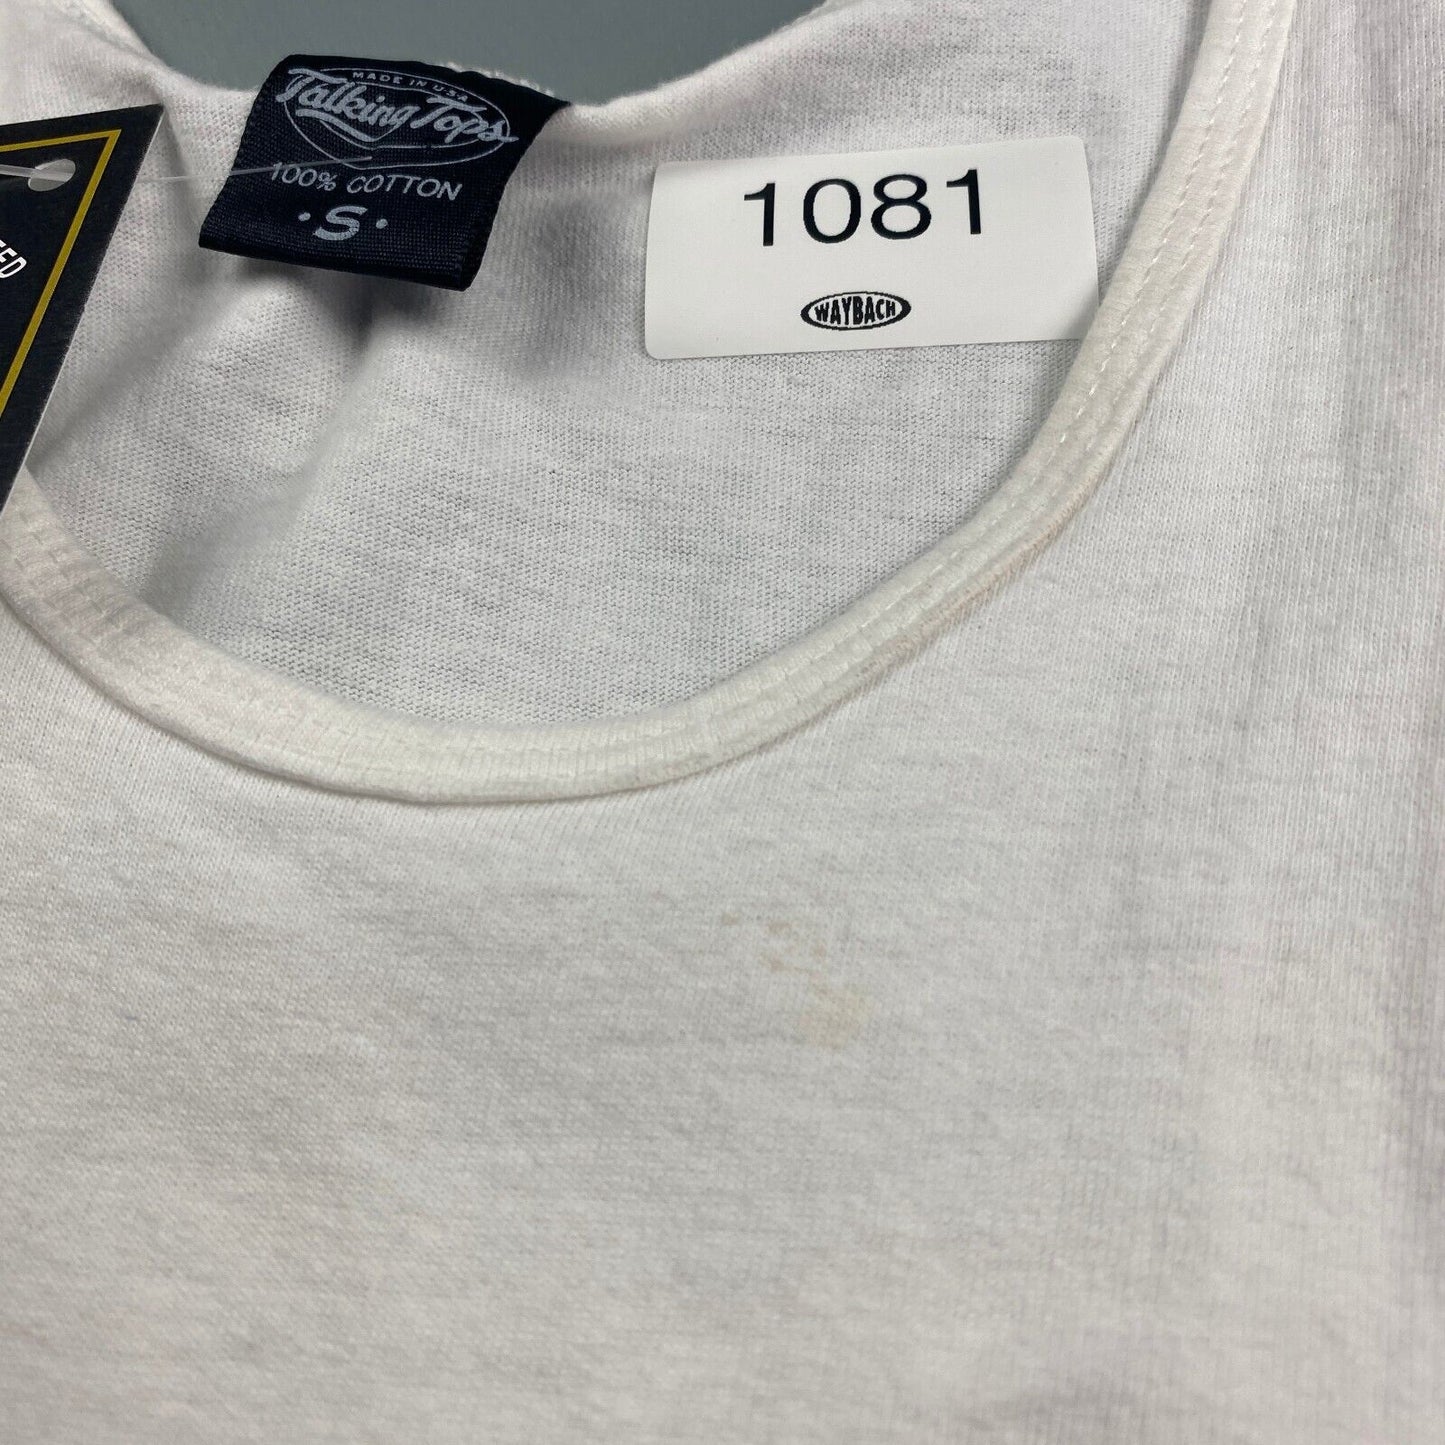 MADE IN USA
Talking Tops
100% COTTON
• S •
1081
WAYBACH